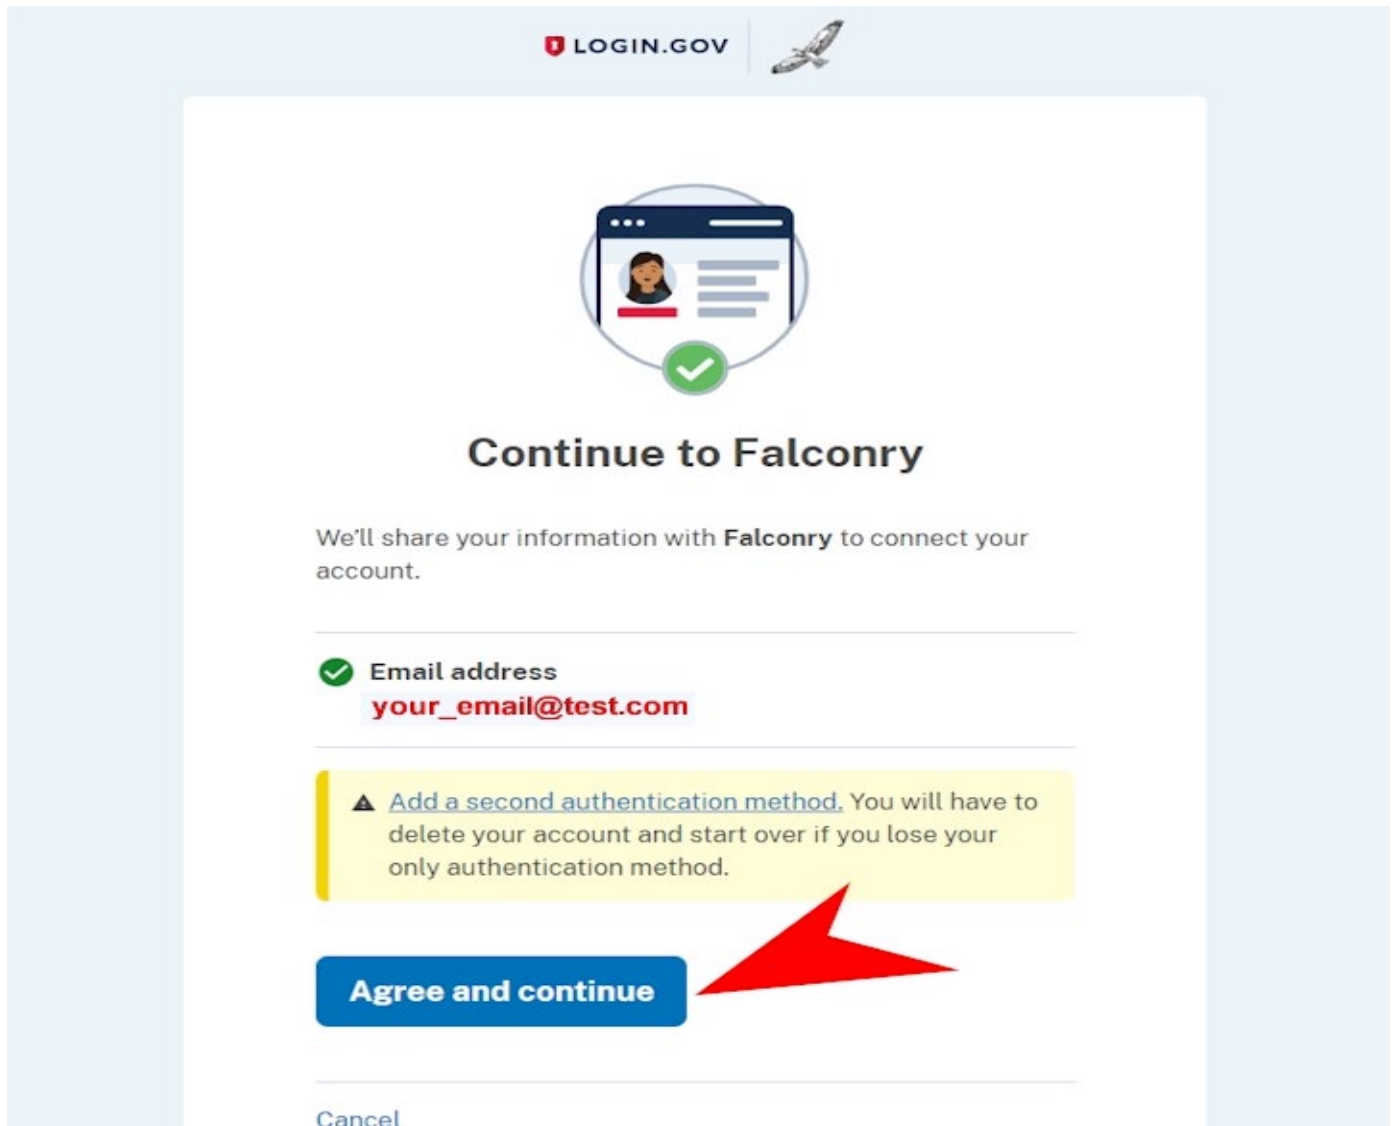 LOGIN.GOV
Continue to Falconry
We'll share your information with Falconry to connect your
account.
Email address
your_email@test.com
Add a second authentication method. You will have to
delete your account and start over if you lose your
only authentication method.
Agree and continue
Cancel